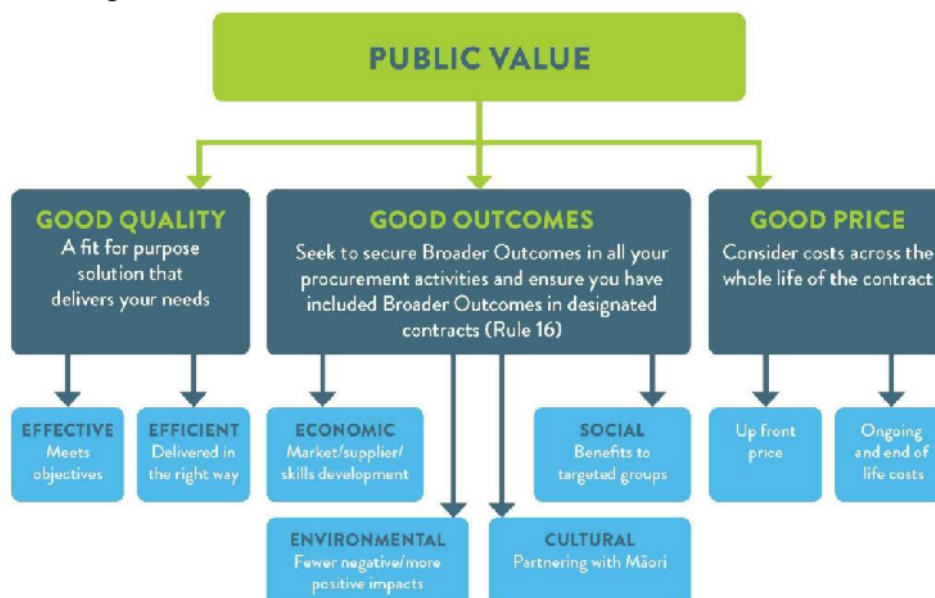 PUBLIC VALUE
GOOD QUALITY
A fit for purpose
solution that
delivers your needs
GOOD OUTCOMES
Seek to secure Broader Outcomes in all your
procurement activities and ensure you have
included Broader Outcomes in designated
contracts (Rule 16)
GOOD PRICE
Consider costs across the
whole life of the contract
EFFECTIVE
Meets
objectives
EFFICIENT
Delivered in
the right way
ECONOMIC
Market/supplier/
skills development
SOCIAL
Benefits to
targeted groups
Up front
price
Ongoing
and end of
life costs
ENVIRONMENTAL
Fewer negative/more
positive impacts
CULTURAL
Partnering with Māori